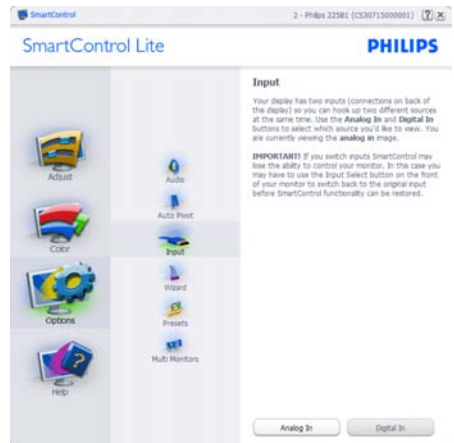 SmartControl
2 - Philips 225B1 (CS30715000001)
SmartControl Lite
PHILIPS
Adjust
Color
Options
Help
Audio
Auto Pivot
Input
Wizard
Presets
Multi Monitors
Input
Your display has two inputs (connections on back of
the display) so you can hook up two different sources
at the same time. Use the Analog In and Digital In
buttons to select which source you'd like to view. You
are currently viewing the analog in image.
IMPORTANT! If you switch inputs SmartControl may
lose the ability to control your monitor. In this case you
may have to use the Input Select button on the front
of your monitor to switch back to the original input
before SmartControl functionality can be restored.
Analog In
Digital In